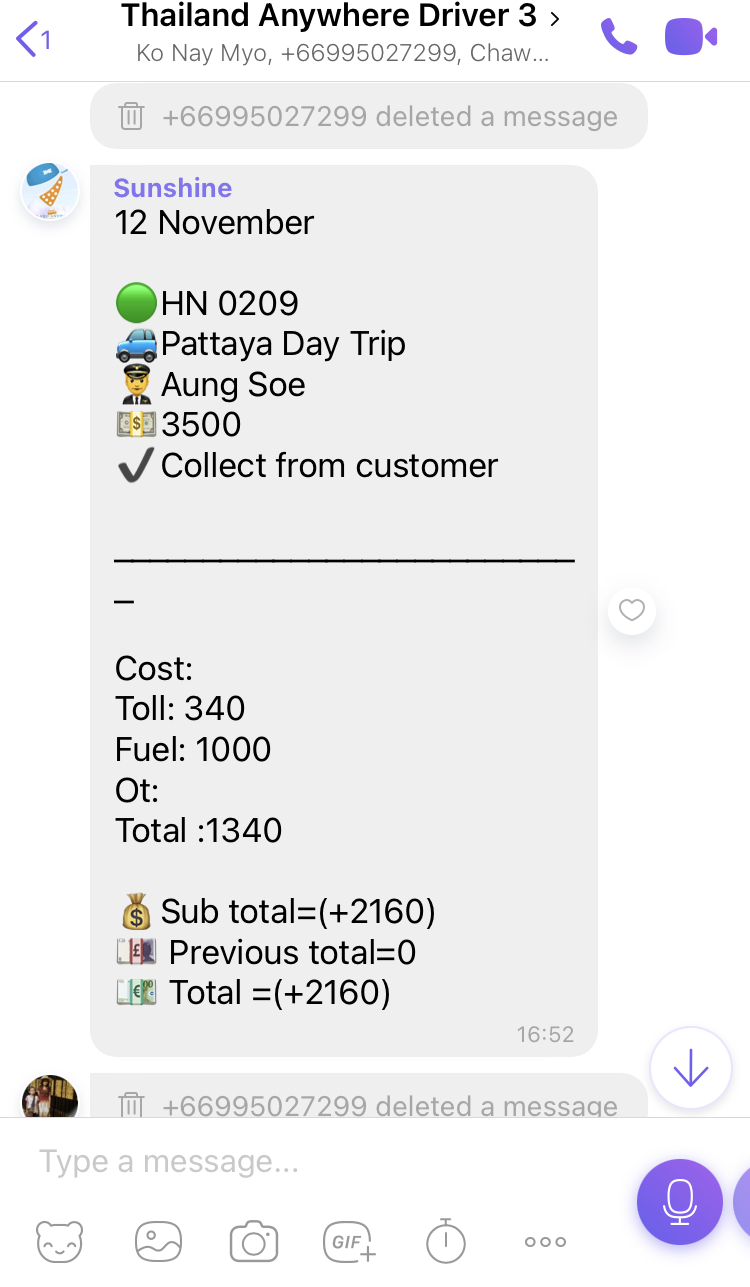 1
Thailand Anywhere Driver 3
Ko Nay Myo, +66995027299, Chaw...
+66995027299 deleted a message
Sunshine
12 November
HN 0209
Pattaya Day Trip
Aung Soe
3500
Collect from customer
Cost:
Toll: 340
Fuel: 1000
Ot:
Total :1340
Sub total=(+2160)
Previous total=0
Total =(+2160)
16:52
+66995027299 deleted a message
Type a message...
GIF